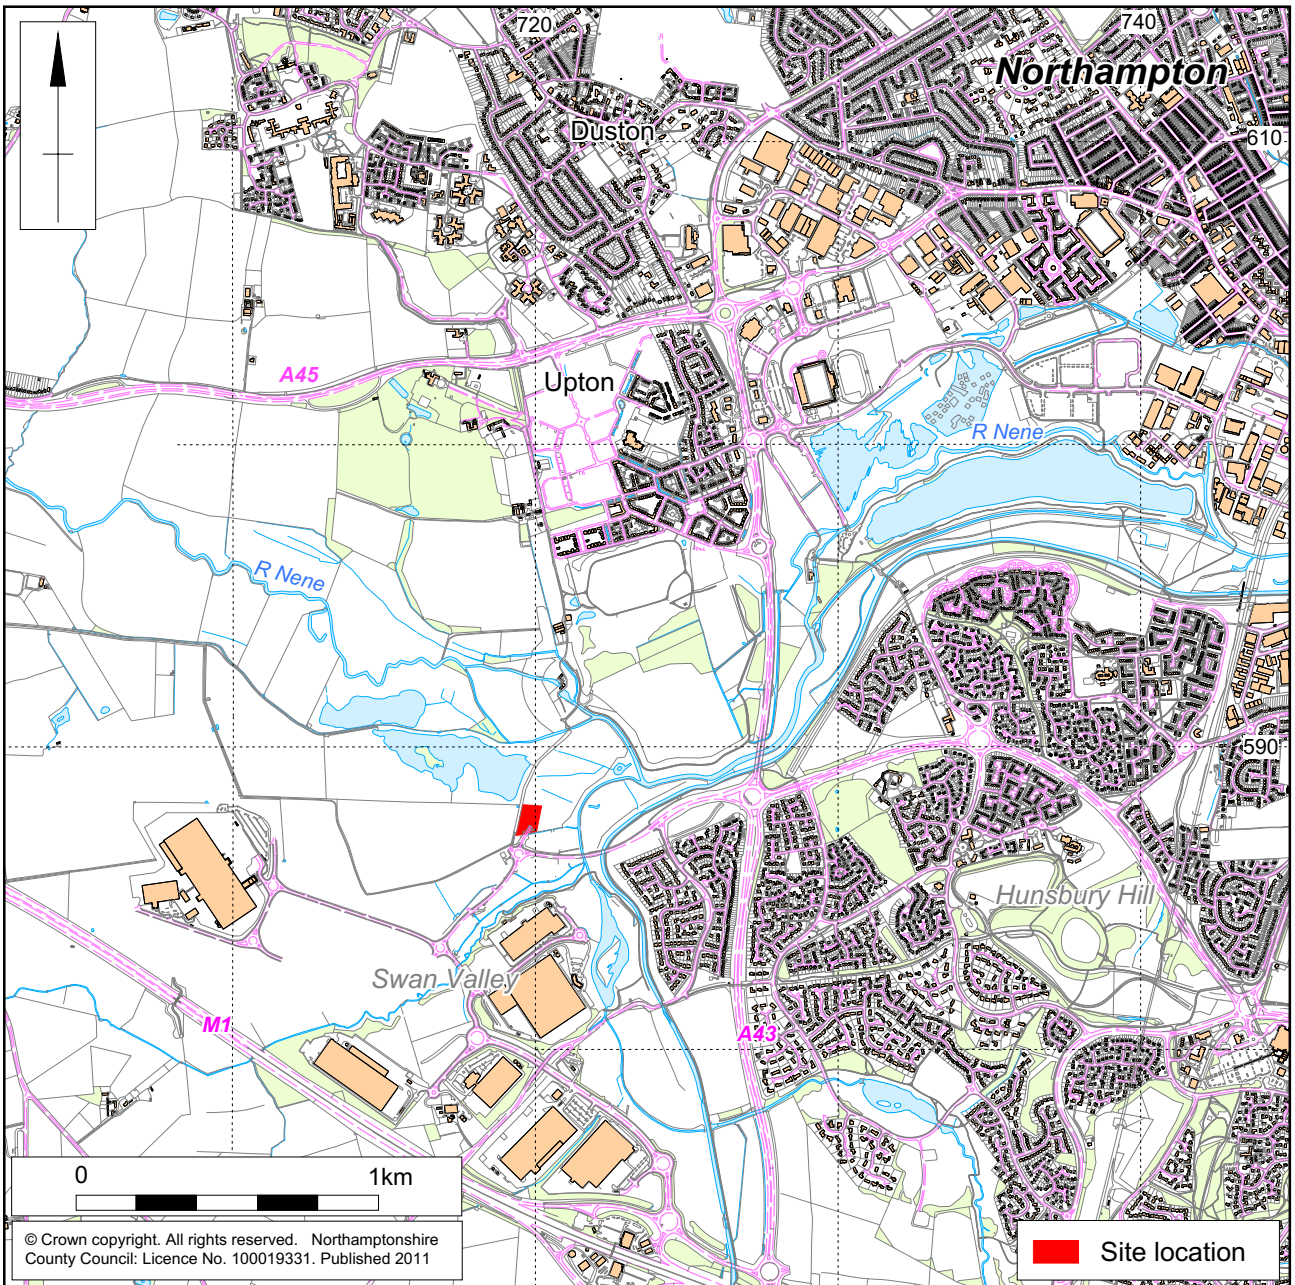 720
740
Northampton
Duston
610
A45
Upton
R Nene
R Nene
590
Hunsbury Hill
Swan Valley
M1
A43
0 1km
© Crown copyright. All rights reserved. Northamptonshire
County Council: Licence No. 100019331. Published 2011
Site location